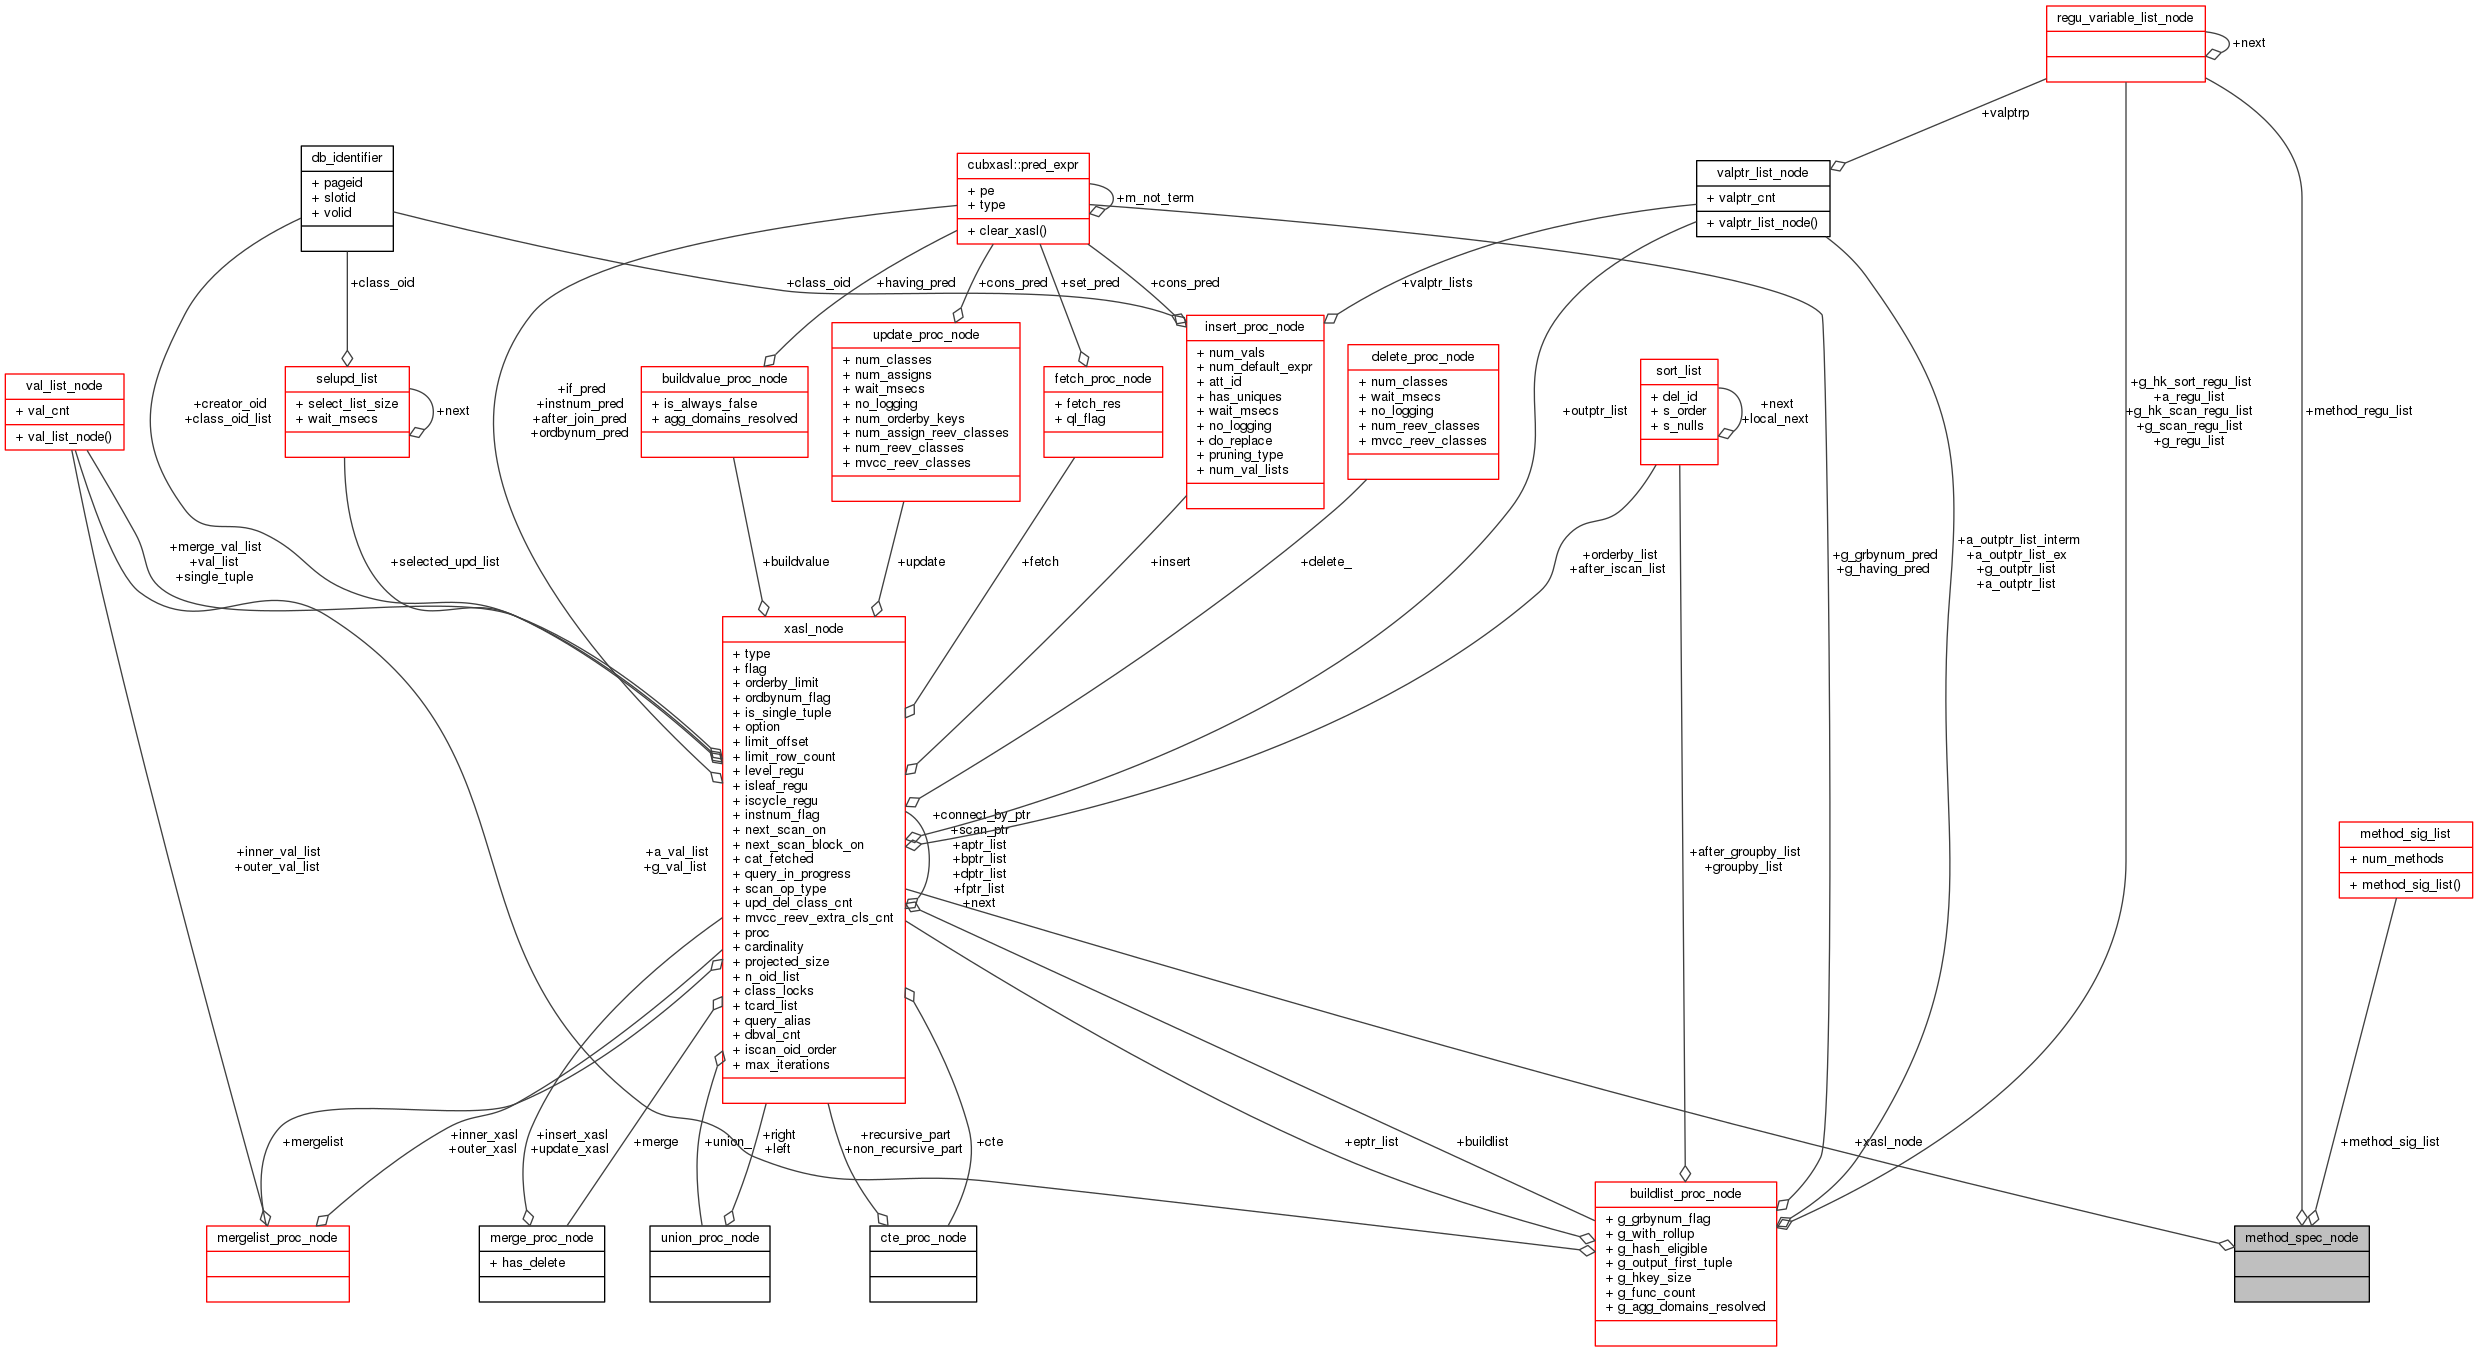 regu_variable_list_node
+next
+valptrp
db_identifier
+ pageid
+ slotid
+ volid
cubxasl::pred_expr
+ pe
+ type
+ clear_xasl()
+m_not_term
valptr_list_node
+ valptr_cnt
+ valptr_list_node()
+class_oid
+class_oid
+having_pred
+cons_pred
+set_pred
+cons_pred
+valptr_lists
val_list_node
+ val_cnt
+ val_list_node()
+creator_oid
+class_oid_list
selupd_list
+ select_list_size
+ wait_msecs
+next
+if_pred
+instnum_pred
+after_join_pred
+ordbynum_pred
buildvalue_proc_node
+ is_always_false
+ agg_domains_resolved
update_proc_node
+ num_classes
+ num_assigns
+ wait_msecs
+ no_logging
+ num_orderby_keys
+ num_assign_reev_classes
+ num_reev_classes
+ mvcc_reev_classes
fetch_proc_node
+ fetch_res
+ ql_flag
insert_proc_node
+ num_vals
+ num_default_expr
+ att_id
+ has_uniques
+ wait_msecs
+ no_logging
+ do_replace
+ pruning_type
+ num_val_lists
delete_proc_node
+ num_classes
+ wait_msecs
+ no_logging
+ num_reev_classes
+ mvcc_reev_classes
+outptr_list
sort_list
+ del_id
+ s_order
+ s_nulls
+next
+local_next
+g_hk_sort_regu_list
+a_regu_list
+g_hk_scan_regu_list
+g_scan_regu_list
+g_regu_list
+method_regu_list
+merge_val_list
+val_list
+single_tuple
+selected_upd_list
+buildvalue
+update
+fetch
+insert
+delete_
+orderby_list
+after_iscan_list
+g_grbynum_pred
+g_having_pred
+a_outptr_list_interm
+a_outptr_list_ex
+g_outptr_list
+a_outptr_list
xasl_node
+ type
+ flag
+ orderby_limit
+ ordbynum_flag
+ is_single_tuple
+ option
+ limit_offset
+ limit_row_count
+ level_regu
+ isleaf_regu
+ iscycle_regu
+ instnum_flag
+ next_scan_on
+ next_scan_block_on
+ cat_fetched
+ query_in_progress
+ scan_op_type
+ upd_del_class_cnt
+ mvcc_reev_extra_cls_cnt
+ proc
+ cardinality
+ projected_size
+ n_oid_list
+ class_locks
+ tcard_list
+ query_alias
+ dbval_cnt
+ iscan_oid_order
+ max_iterations
+inner_val_list
+outer_val_list
+a_val_list
+g_val_list
+connect_by_ptr
+scan_ptr
+aptr_list
+bptr_list
+dptr_list
+fptr_list
+next
+after_groupby_list
+groupby_list
method_sig_list
+ num_methods
+ method_sig_list()
+mergelist
+inner_xasl
+outer_xasl
+insert_xasl
+update_xasl
+merge
+union_
+right
+left
+recursive_part
+non_recursive_part
+cte
+eptr_list
+buildlist
+xasl_node
+method_sig_list
mergelist_proc_node
merge_proc_node
+ has_delete
union_proc_node
cte_proc_node
buildlist_proc_node
+ g_grbynum_flag
+ g_with_rollup
+ g_hash_eligible
+ g_output_first_tuple
+ g_hkey_size
+ g_func_count
+ g_agg_domains_resolved
method_spec_node